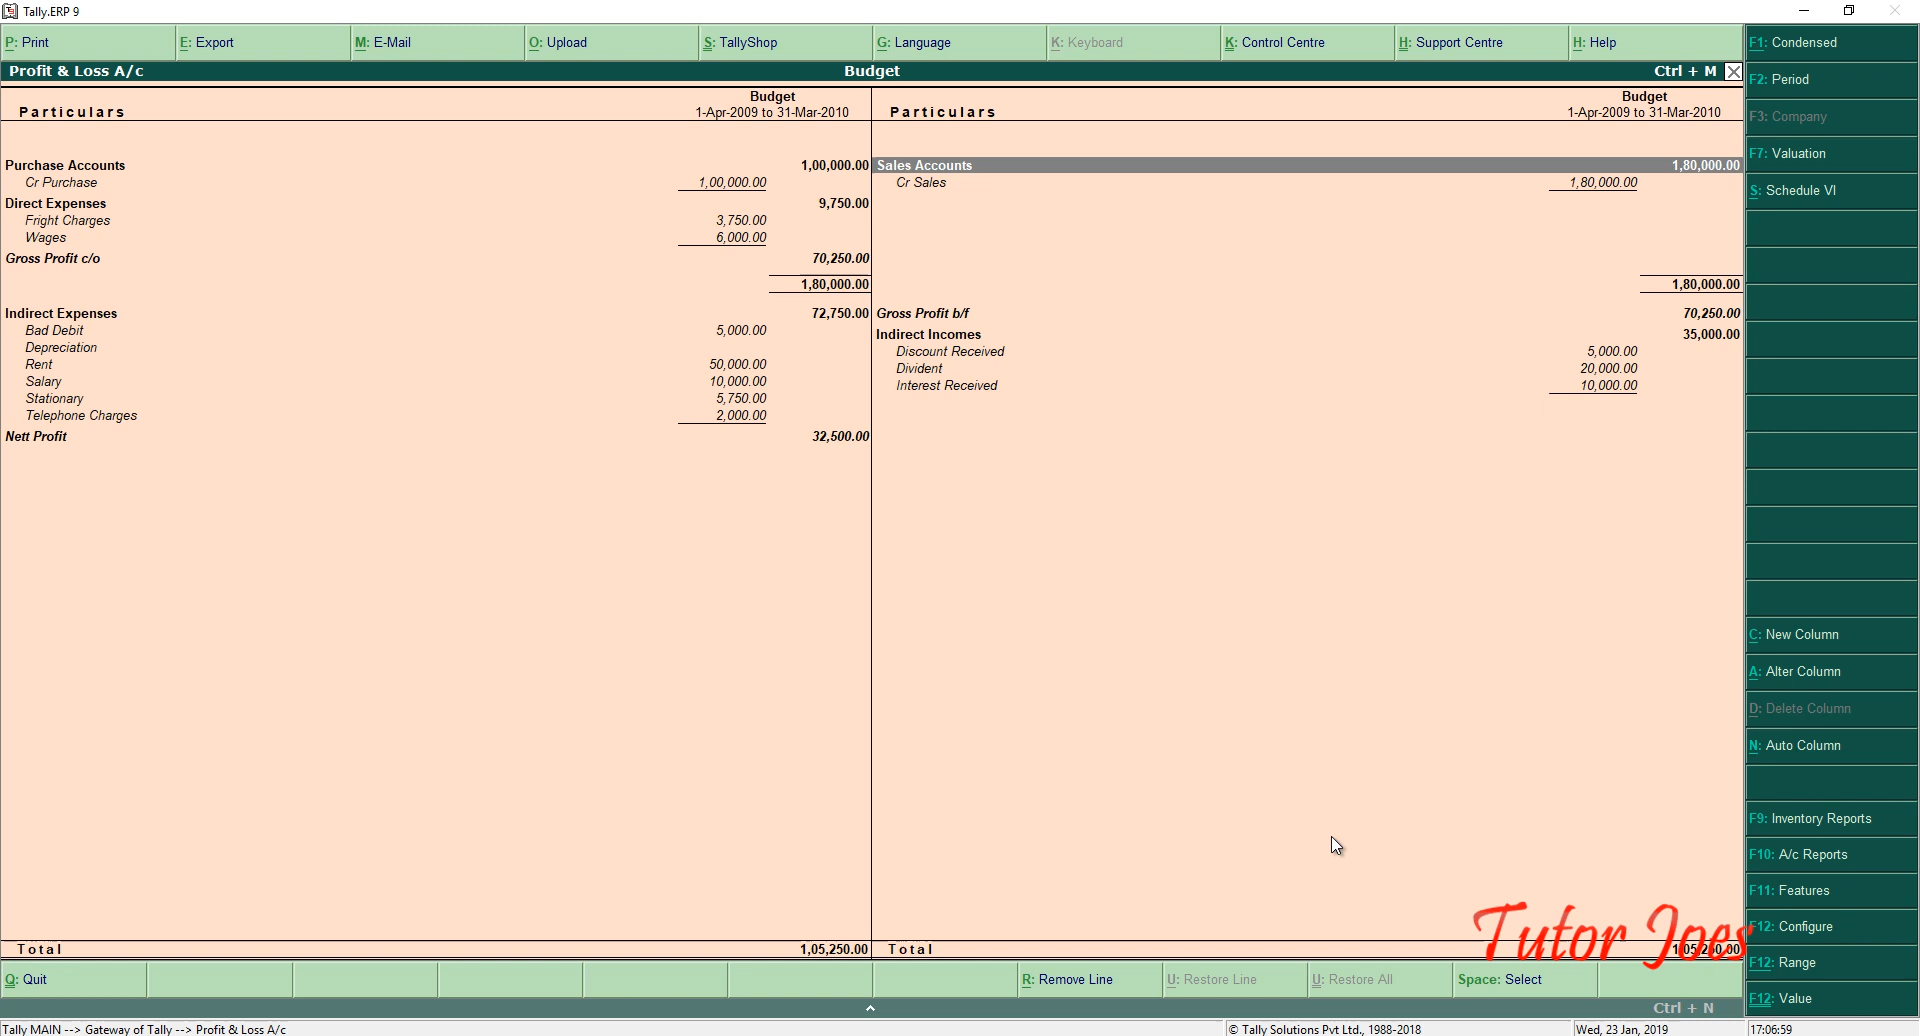 Tally.ERP 9
P: Print E: Export M: E-Mail O: Upload S: TallyShop G: Language K: Keyboard K: Control Centre H: Support Centre H: Help
Profit & Loss A/c Budget Ctrl + M
Particulars Budget Particulars Budget
1-Apr-2009 to 31-Mar-2010 1-Apr-2009 to 31-Mar-2010
Purchase Accounts 1,00,000.00 Sales Accounts 1,80,000.00
Cr Purchase 1,00,000.00 Cr Sales 1,80,000.00
Direct Expenses 9,750.00
Fright Charges 3,750.00
Wages 6,000.00
Gross Profit c/o 70,250.00
1,80,000.00 1,80,000.00
Indirect Expenses 72,750.00 Gross Profit b/f 70,250.00
Bad Debit 5,000.00 Indirect Incomes 35,000.00
Depreciation Discount Received 5,000.00
Rent 50,000.00 Divident 20,000.00
Salary 10,000.00 Interest Received 10,000.00
Stationary 5,750.00
Telephone Charges 2,000.00
Nett Profit 32,500.00
Total 1,05,250.00 Total 1,05,250.00
Tutor Joes
Q: Quit R: Remove Line U: Restore Line U: Restore All Space: Select
Ctrl + N
Tally MAIN --> Gateway of Tally --> Profit & Loss A/c © Tally Solutions Pvt Ltd., 1988-2018 Wed, 23 Jan, 2019 17:06:59
F1: Condensed
F2: Period
F3: Company
F7: Valuation
S: Schedule VI
C: New Column
A: Alter Column
D: Delete Column
N: Auto Column
F9: Inventory Reports
F10: A/c Reports
F11: Features
F12: Configure
F12: Range
F12: Value